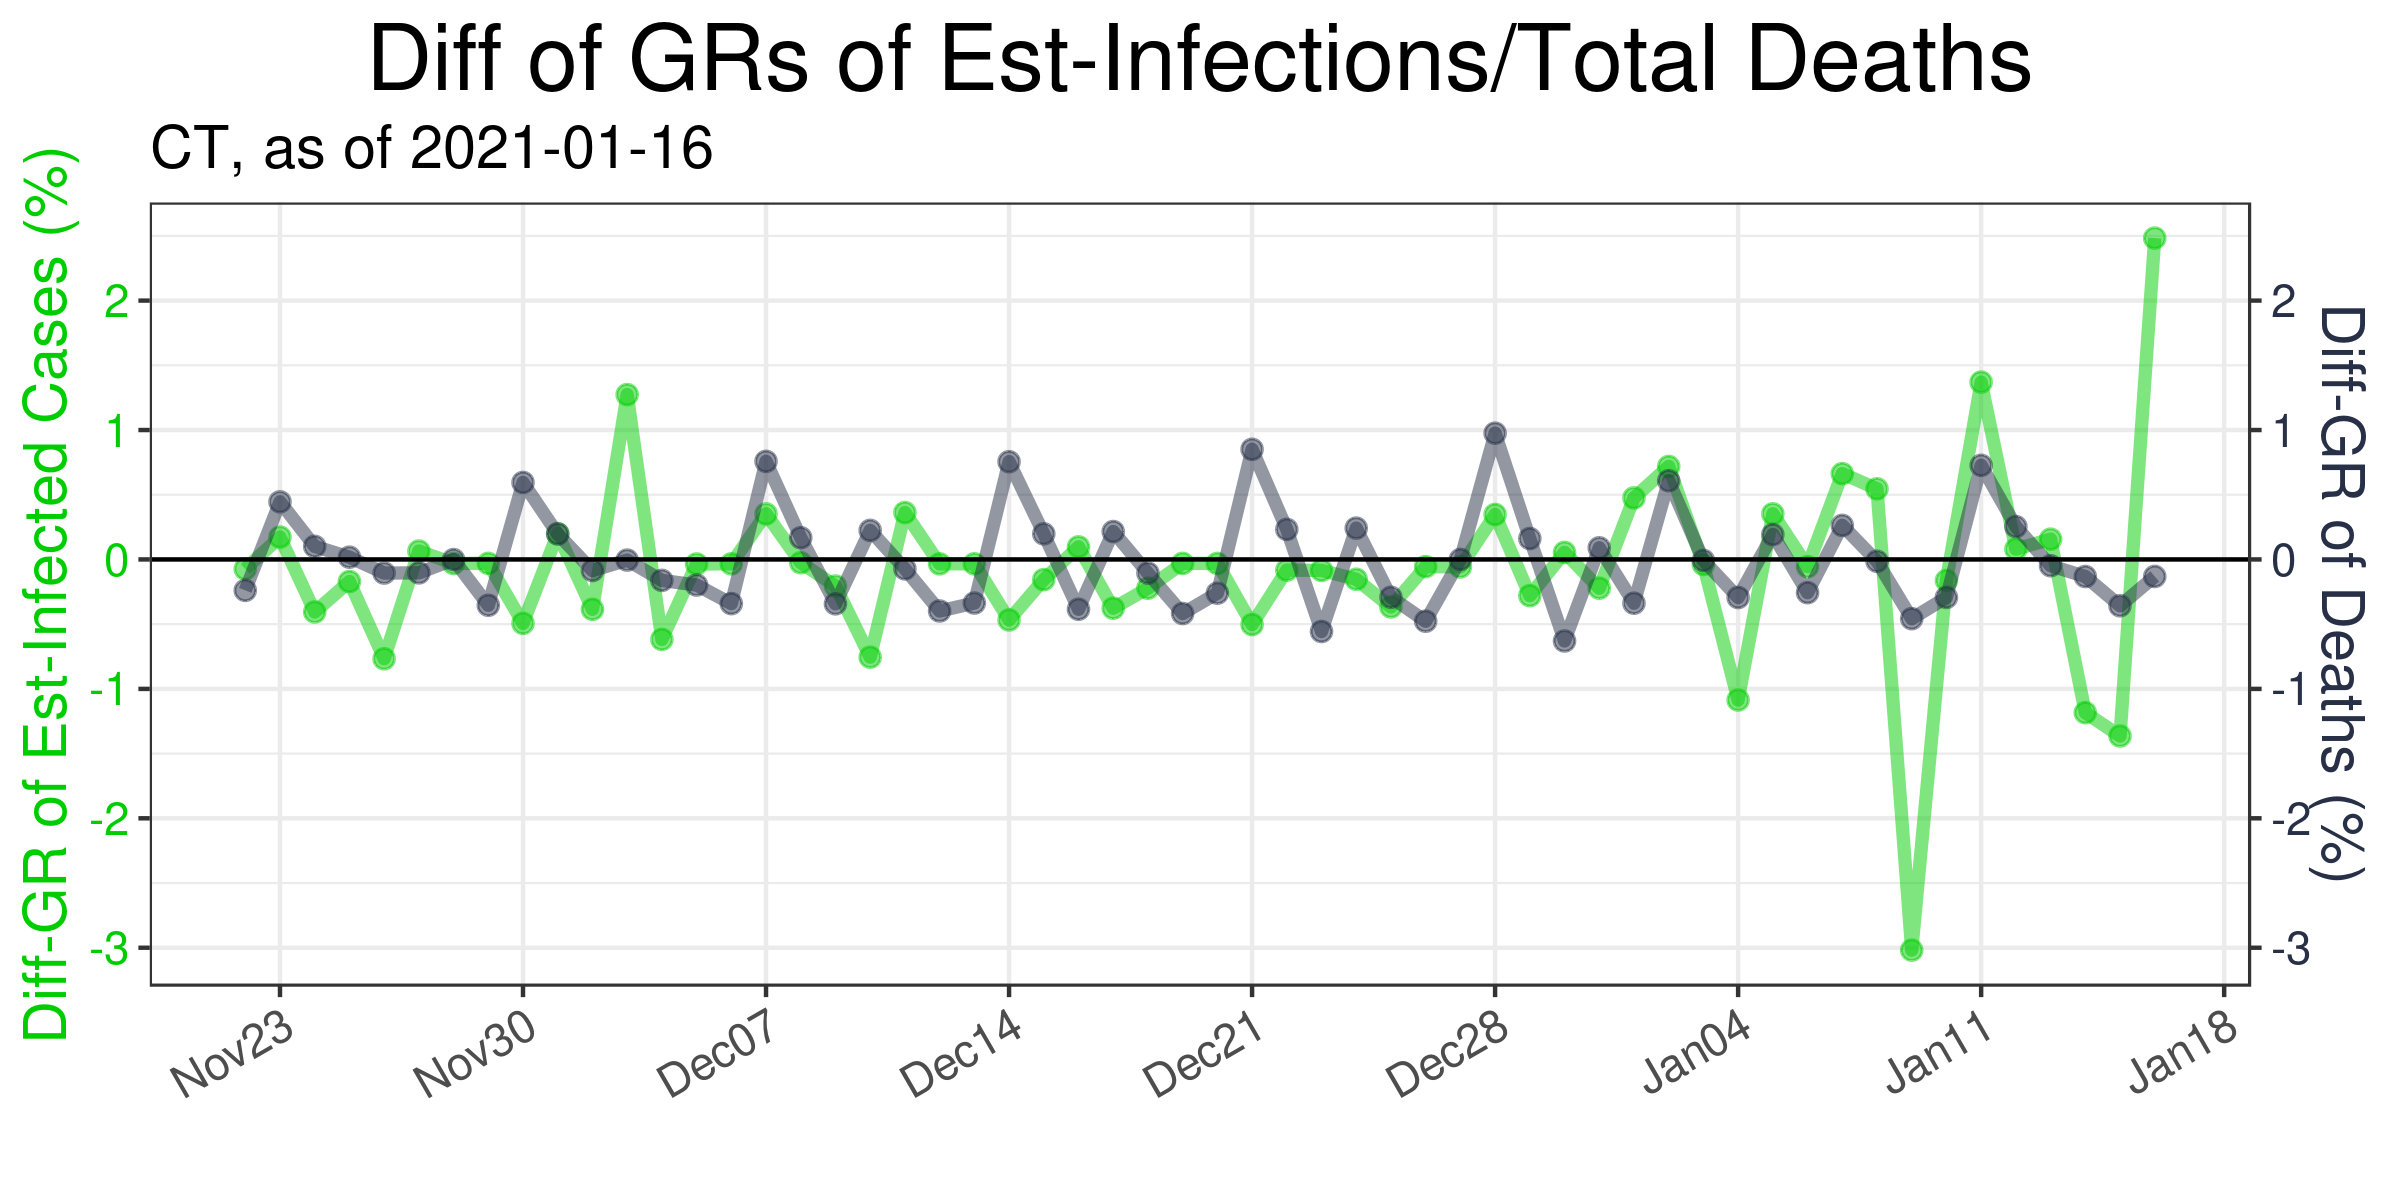 Diff of GRs of Est-Infections/Total Deaths
CT, as of 2021-01-16
Diff-GR of Est-Infected Cases (%)
2
1
0
-1
-2
-3
2
1
0
-1
-2
-3
Diff-GR of Deaths (%)
Nov23
Nov30
Dec07
Dec14
Dec21
Dec28
Jan04
Jan11
Jan18